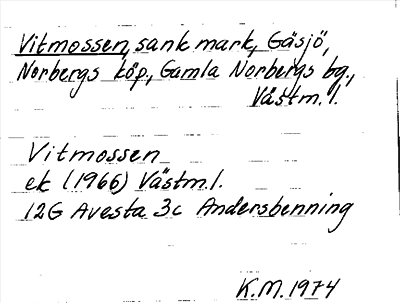 Vitmossen, sank mark, Gäsjö,
Norbergs köp., Gamla Norbergs bg.,
Västm. l.
Vitmossen
ek (1966) Västm. l.
12G Avesta 3c Andersbenning
K.M. 1974